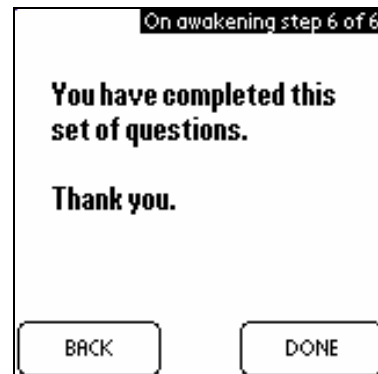 On awakening step 6 of 6
You have completed this
set of questions.
Thank you.
BACK
DONE